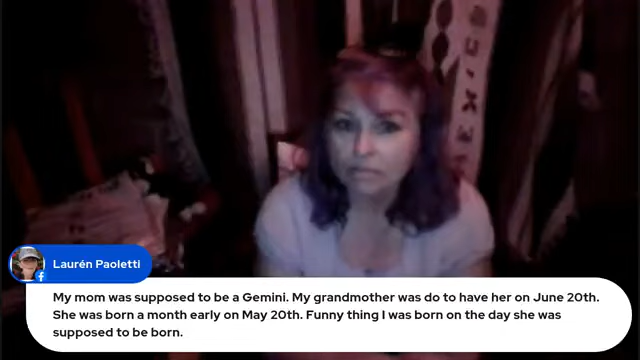 Laurén Paoletti
My mom was supposed to be a Gemini. My grandmother was do to have her on June 20th.
She was born a month early on May 20th. Funny thing I was born on the day she was
supposed to be born.